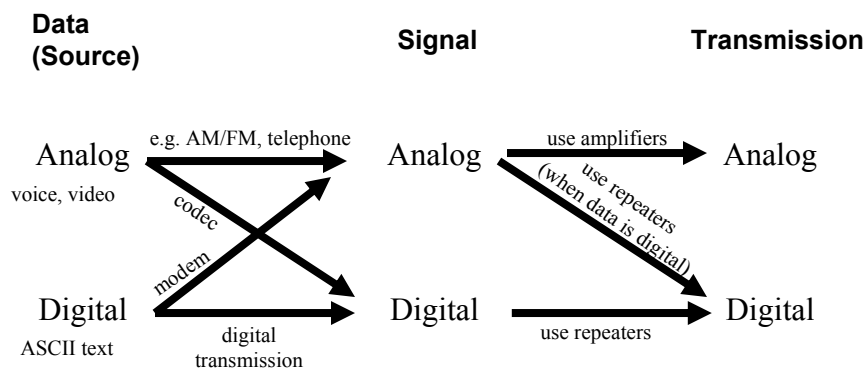 Data
(Source)
Signal
Transmission
e.g. AM/FM, telephone
use amplifiers
Analog
Analog
Analog
voice, video
codec
use repeaters
(when data is digital)
modem
Digital
Digital
Digital
ASCII text
digital
transmission
use repeaters